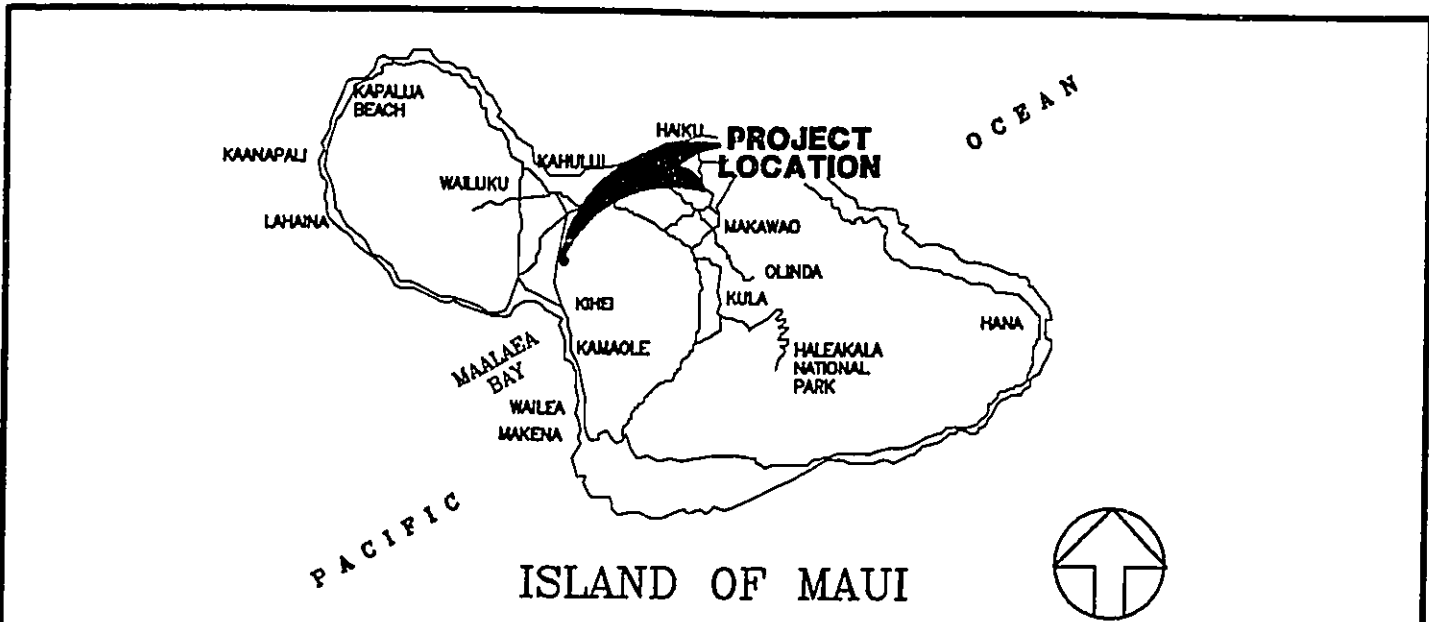 KAPALUA
BEACH
OCEAN
HAIKU
PROJECT
LOCATION
KAANAPALI
KAHULUI
WAILUKU
LAHAINA
MAKAWAO
OLINDA
KIHEI
KULA
HANA
MAALAEA
BAY
KAMAOLE
HALEAKALA
NATIONAL
PARK
WAILEA
MAKENA
PACIFIC
ISLAND OF MAUI